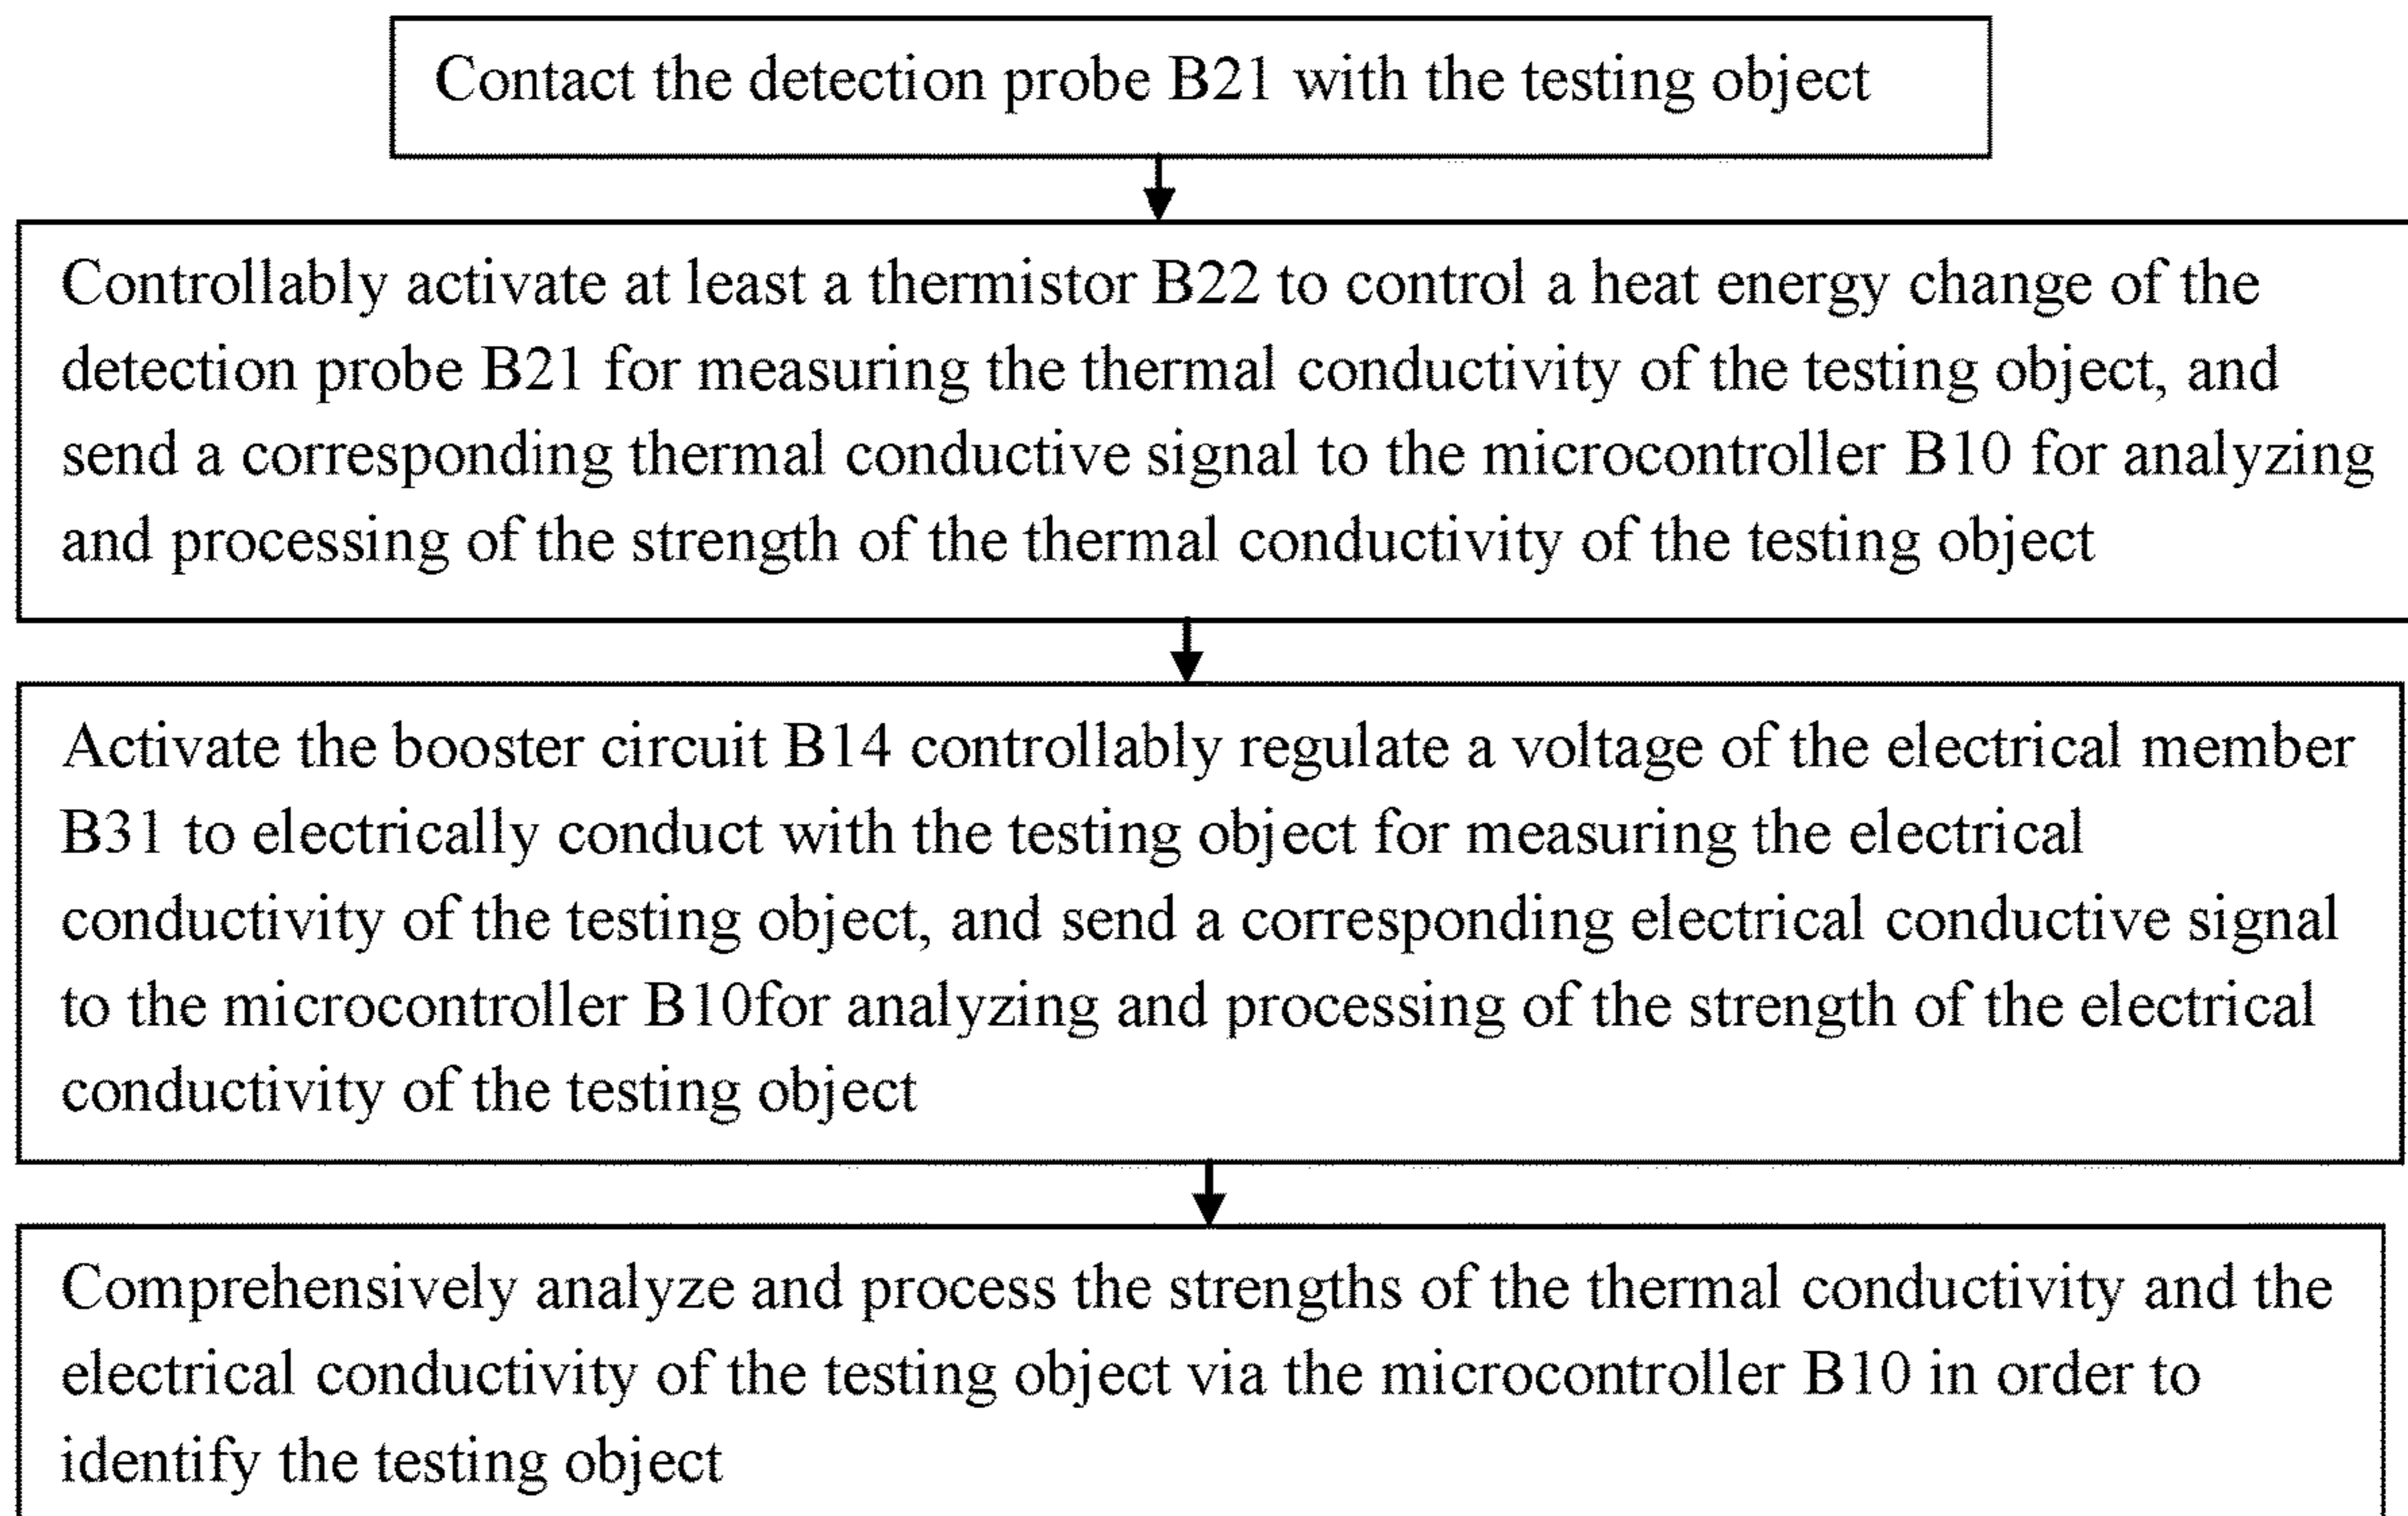 Contact the detection probe B21 with the testing object
Controllably activate at least a thermistor B22 to control a heat energy change of the
detection probe B21 for measuring the thermal conductivity of the testing object, and
send a corresponding thermal conductive signal to the microcontroller B10 for analyzing
and processing of the strength of the thermal conductivity of the testing object
Activate the booster circuit B14 controllably regulate a voltage of the electrical member
B31 to electrically conduct with the testing object for measuring the electrical
conductivity of the testing object, and send a corresponding electrical conductive signal
to the microcontroller B10for analyzing and processing of the strength of the electrical
conductivity of the testing object
Comprehensively analyze and process the strengths of the thermal conductivity and the
electrical conductivity of the testing object via the microcontroller B10 in order to
identify the testing object